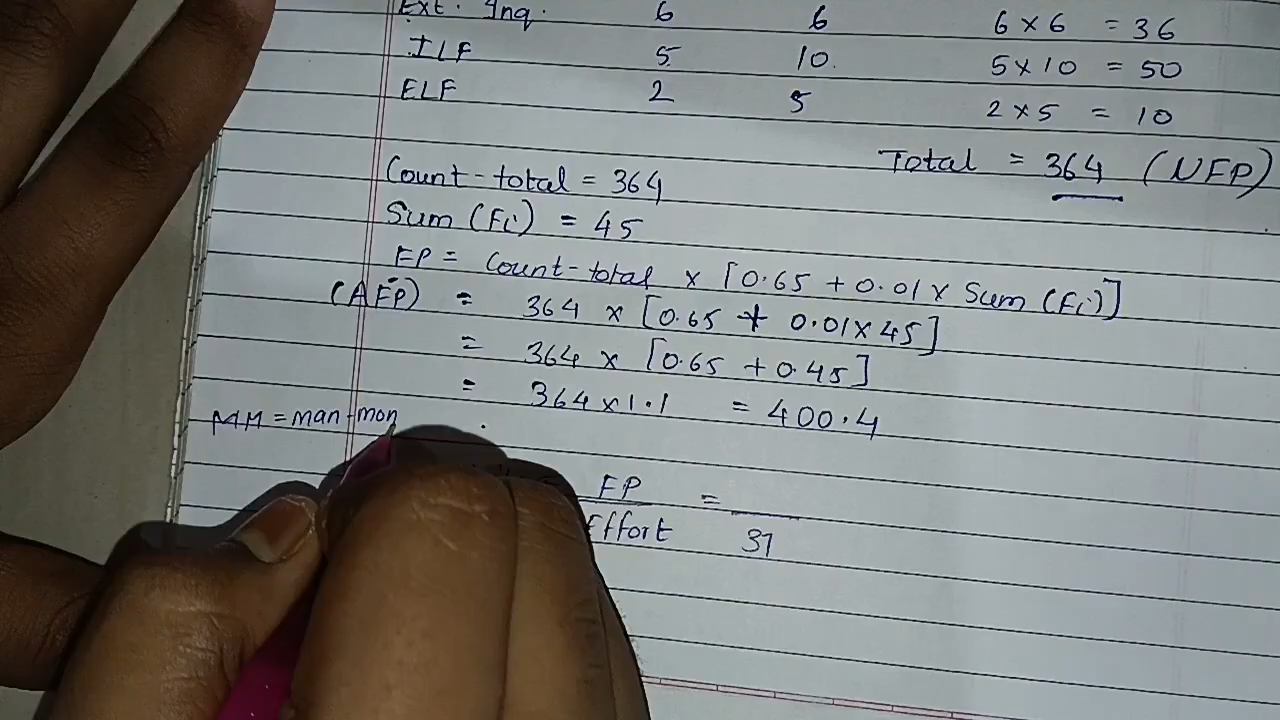 Ext. Inq. 6 6 6 × 6 = 36
ILF 5 10. 5 × 10 = 50
ELF 2 5 2 × 5 = 10
Total = 364 (UFP)
Count-total = 364
Sum (Fi) = 45
FP = Count-total × [0.65 + 0.01 × Sum (Fi)]
(AFP) = 364 × [0.65 + 0.01 × 45]
= 364 × [0.65 + 0.45]
= 364 × 1.1 = 400.4
MM = man-mon
FP =
Effort 37